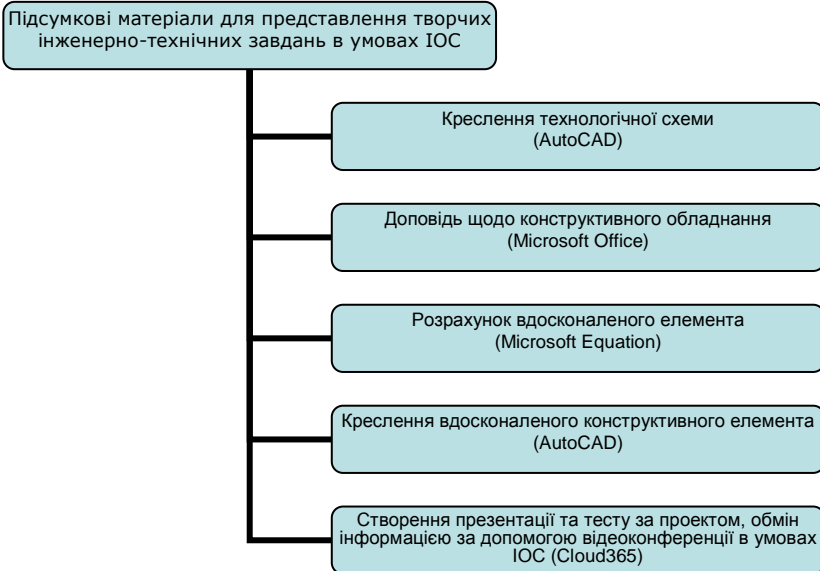 Підсумкові матеріали для представлення творчих
інженерно-технічних завдань в умовах ІОС
Креслення технологічної схеми
(AutoCAD)
Доповідь щодо конструктивного обладнання
(Microsoft Office)
Розрахунок вдосконаленого елемента
(Microsoft Equation)
Креслення вдосконаленого конструктивного елемента
(AutoCAD)
Створення презентації та тесту за проектом, обмін
інформацією за допомогою відеоконференції в умовах
ІОС (Cloud365)